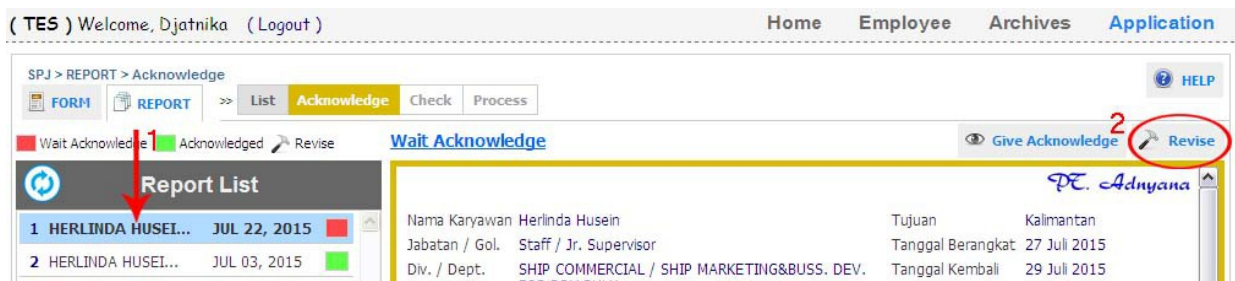 ( TES ) Welcome, Djatnika ( Logout )
Home Employee Archives Application
SPJ > REPORT > Acknowledge
HELP
FORM REPORT >> List Acknowledge Check Process
Wait Acknowledge 1 Acknowledged Revise
Wait Acknowledge
Give Acknowledge 2 Revise
Report List
1 HERLINDA HUSEI... JUL 22, 2015
2 HERLINDA HUSEI... JUL 03, 2015
PT. Adnyana
Nama Karyawan Herlinda Husein Tujuan Kalimantan
Jabatan / Gol. Staff / Jr. Supervisor Tanggal Berangkat 27 Juli 2015
Div. / Dept. SHIP COMMERCIAL / SHIP MARKETING&BUSS. DEV. Tanggal Kembali 29 Juli 2015